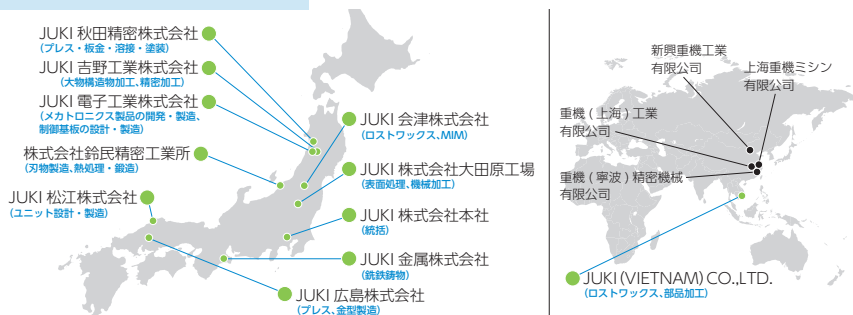 JUKI 秋田精密株式会社
(プレス・板金・溶接・塗装)
JUKI 吉野工業株式会社
(大物構造物加工、精密加工)
JUKI 電子工業株式会社
(メカトロニクス製品の開発・製造、
制御基板の設計・製造)
株式会社鈴民精密工業所
(刃物製造、熱処理・鍛造)
JUKI 松江株式会社
(ユニット設計・製造)
JUKI 会津株式会社
(ロストワックス、MIM)
JUKI 株式会社大田原工場
(表面処理、機械加工)
JUKI 株式会社本社
(統括)
JUKI 金属株式会社
(銑鉄鋳物)
JUKI 広島株式会社
(プレス、金型製造)
新興重機工業
有限公司
上海重機ミシン
有限公司
重機 (上海) 工業
有限公司
重機 (寧波) 精密機械
有限公司
JUKI (VIETNAM) CO.,LTD.
(ロストワックス、部品加工)